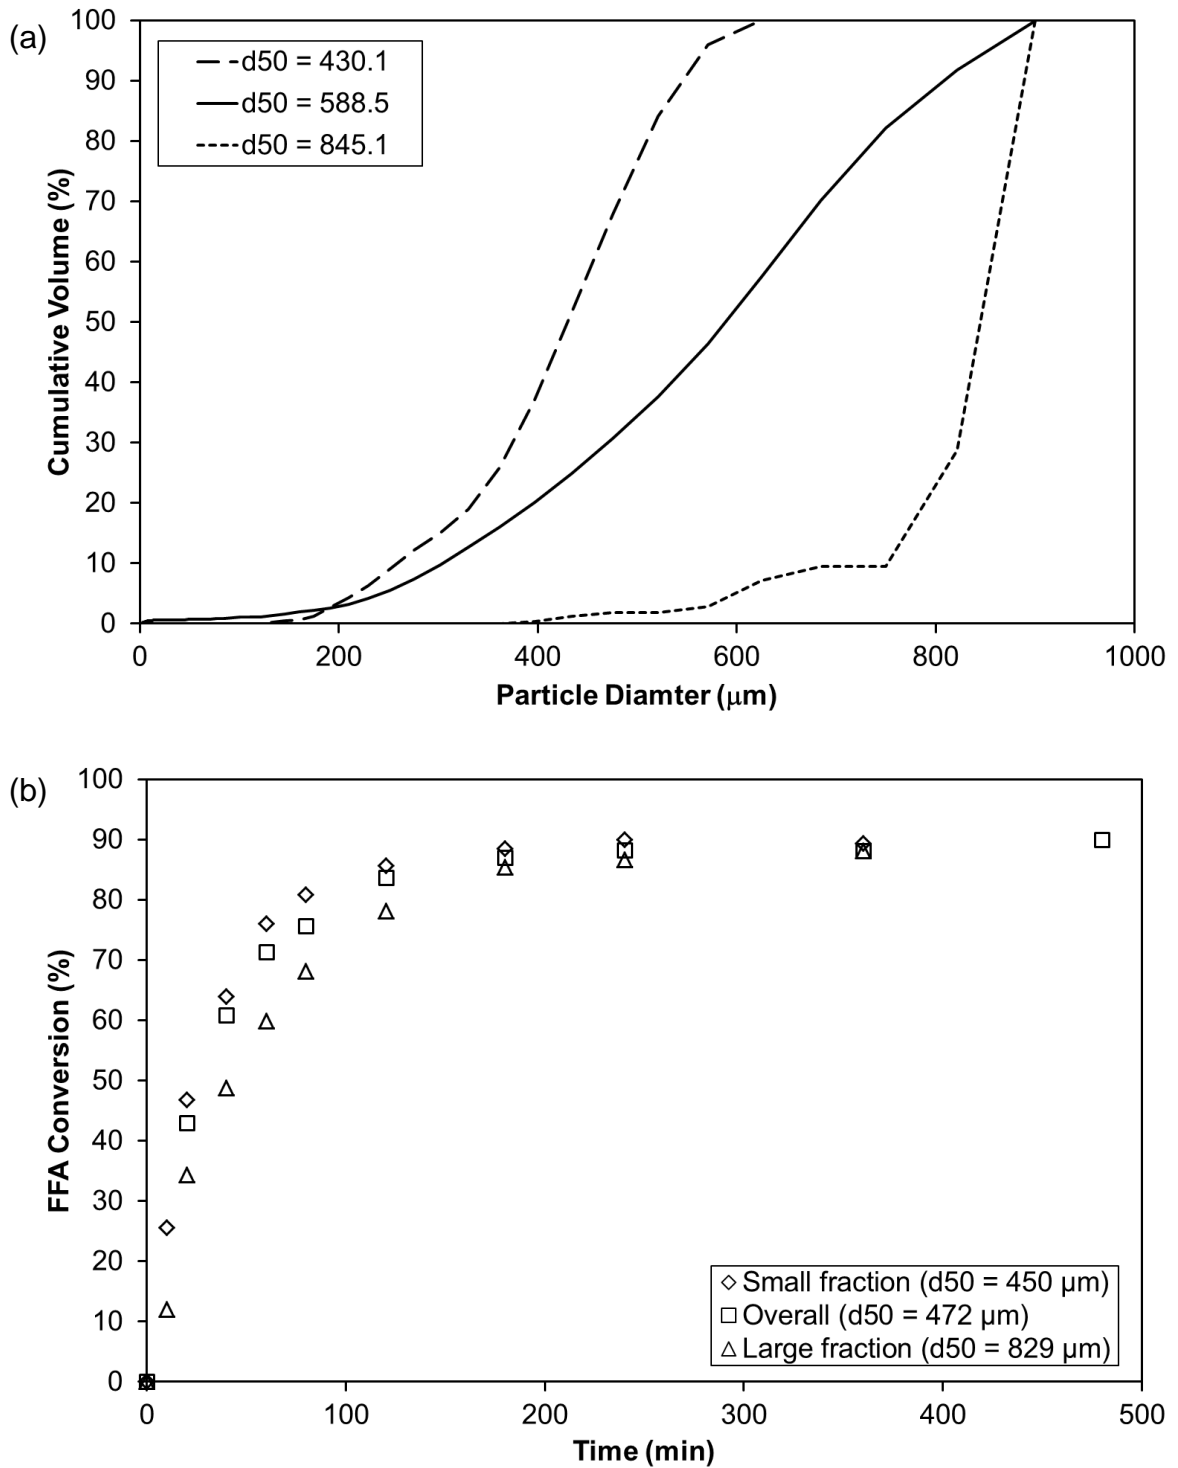 (a)
100
90
80
70
60
50
40
30
20
10
0
Cumulative Volume (%)
d50 = 430.1
d50 = 588.5
d50 = 845.1
0 200 400 600 800 1000
Particle Diamter (μm)
(b)
100
90
80
70
60
50
40
30
20
10
0
FFA Conversion (%)
Small fraction (d50 = 450 µm)
Overall (d50 = 472 µm)
Large fraction (d50 = 829 µm)
0 100 200 300 400 500
Time (min)